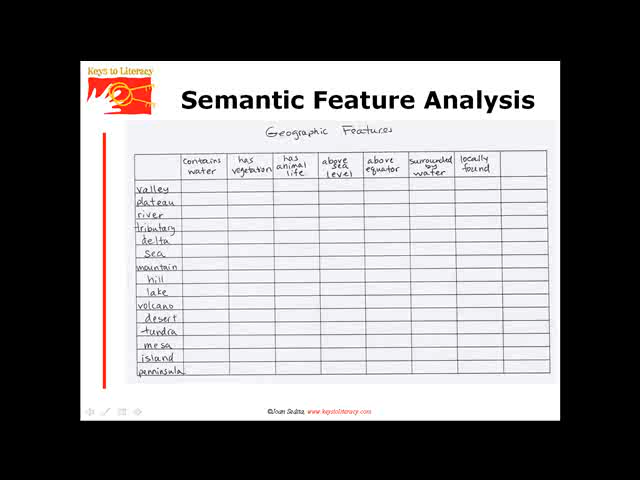 Keys to Literacy
Semantic Feature Analysis
Geographic Features
contains water
has vegetation
has animal life
above sea level
above equator
surrounded by water
locally found
valley
plateau
river
tributary
delta
sea
mountain
hill
lake
volcano
desert
tundra
mesa
island
penninsula
©Joan Sedita, www.keystoliteracy.com